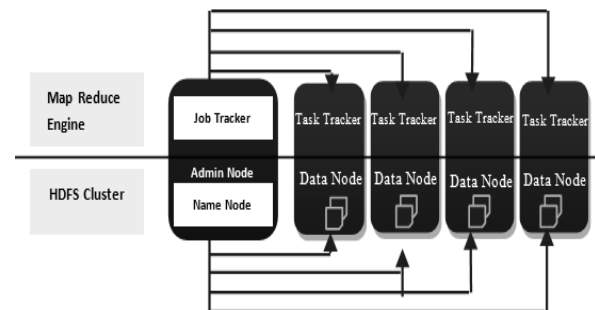 Map Reduce
Engine
Job Tracker
Task Tracker
Task Tracker
Task Tracker
Task Tracker
HDFS Cluster
Admin Node
Name Node
Data Node
Data Node
Data Node
Data Node